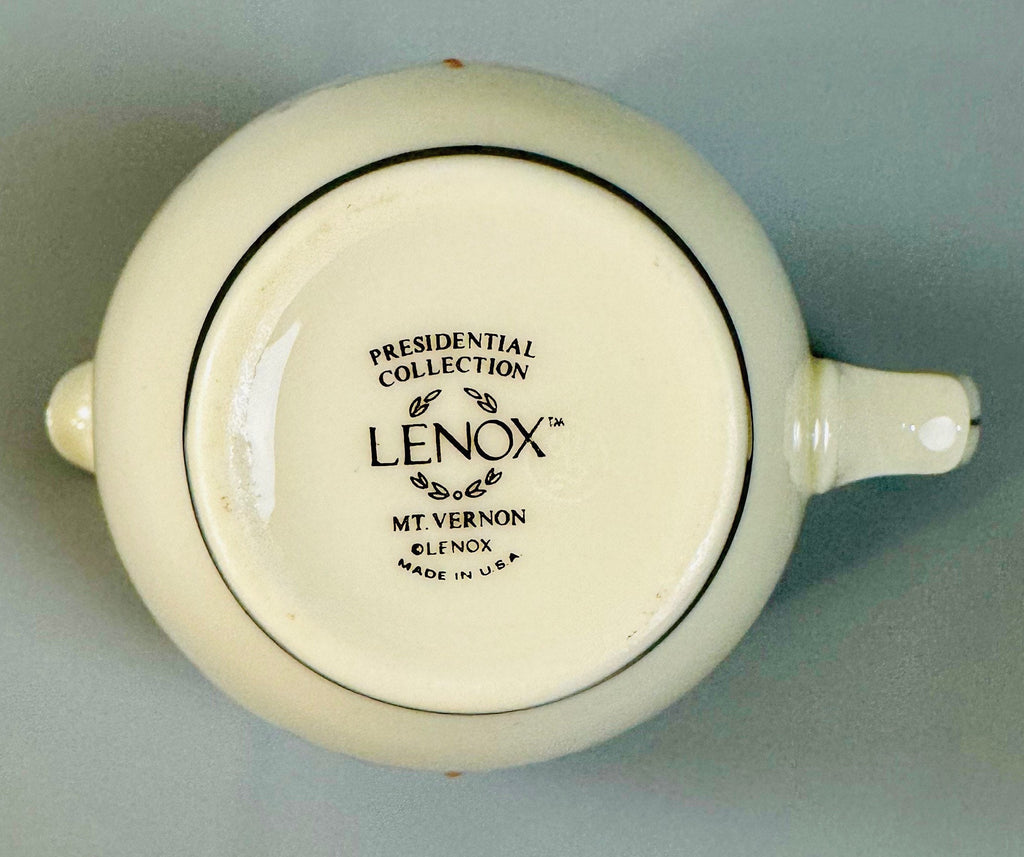 PRESIDENTIAL
COLLECTION
LENOX™
MT. VERNON
©LENOX
MADE IN U.S.A.